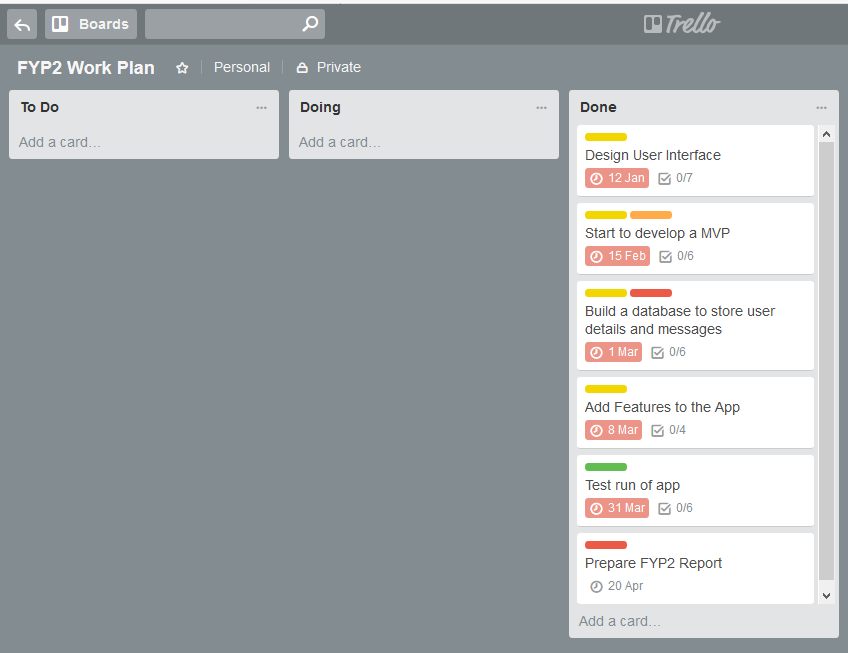 Boards
Trello
FYP2 Work Plan
Personal
Private
To Do
Add a card…
Doing
Add a card…
Done
Design User Interface
12 Jan 0/7
Start to develop a MVP
15 Feb 0/6
Build a database to store user
details and messages
1 Mar 0/6
Add Features to the App
8 Mar 0/4
Test run of app
31 Mar 0/6
Prepare FYP2 Report
20 Apr
Add a card…